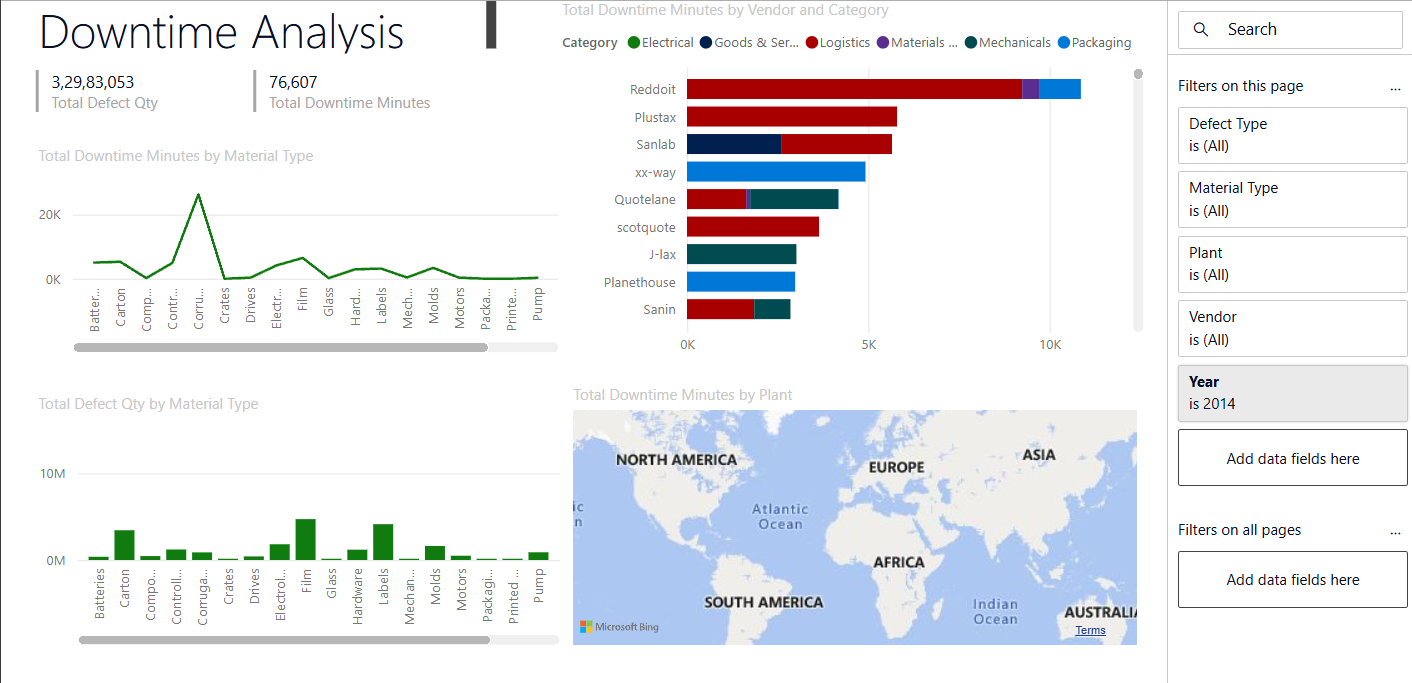 Downtime Analysis
3,29,83,053
Total Defect Qty
76,607
Total Downtime Minutes
Total Downtime Minutes by Material Type
20K
0K
Batter...
Carton
Comp...
Contr...
Corru...
Crates
Drives
Electr...
Film
Glass
Hard...
Labels
Mech...
Molds
Motors
Packa...
Printe...
Pump
Total Defect Qty by Material Type
10M
0M
Batteries
Carton
Compo...
Controll...
Corruga...
Crates
Drives
Electrol...
Film
Glass
Hardware
Labels
Mechan...
Molds
Motors
Packagi...
Printed ...
Pump
Total Downtime Minutes by Vendor and Category
Category Electrical Goods & Ser... Logistics Materials ... Mechanicals Packaging
Reddoit
Plustax
Sanlab
xx-way
Quotelane
scotquote
J-lax
Planethouse
Sanin
0K 5K 10K
Total Downtime Minutes by Plant
NORTH AMERICA
EUROPE
ASIA
ic
n
Atlantic
Ocean
AFRICA
SOUTH AMERICA
Indian
Ocean
AUSTRALIA
Microsoft Bing
Terms
Search
Filters on this page ...
Defect Type
is (All)
Material Type
is (All)
Plant
is (All)
Vendor
is (All)
Year
is 2014
Add data fields here
Filters on all pages ...
Add data fields here